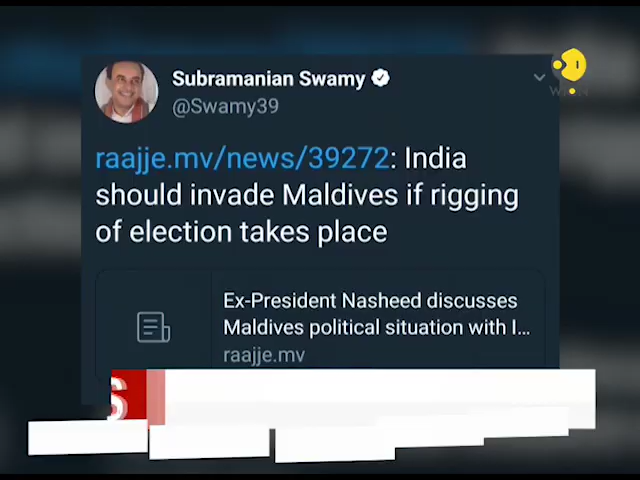 Subramanian Swamy
@Swamy39
raajje.mv/news/39272: India
should invade Maldives if rigging
of election takes place
Ex-President Nasheed discusses
Maldives political situation with I...
raajje.mv
S